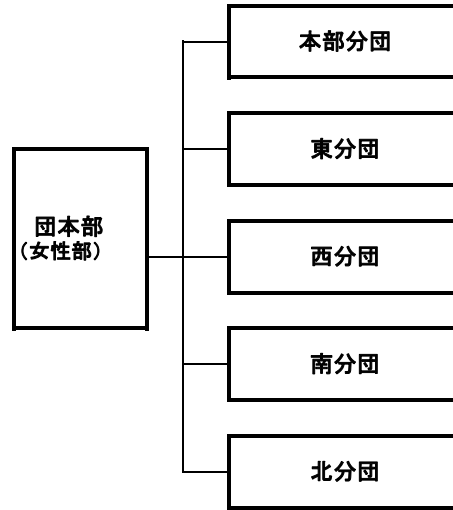 団本部
（女性部）
本部分団
東分団
西分団
南分団
北分団